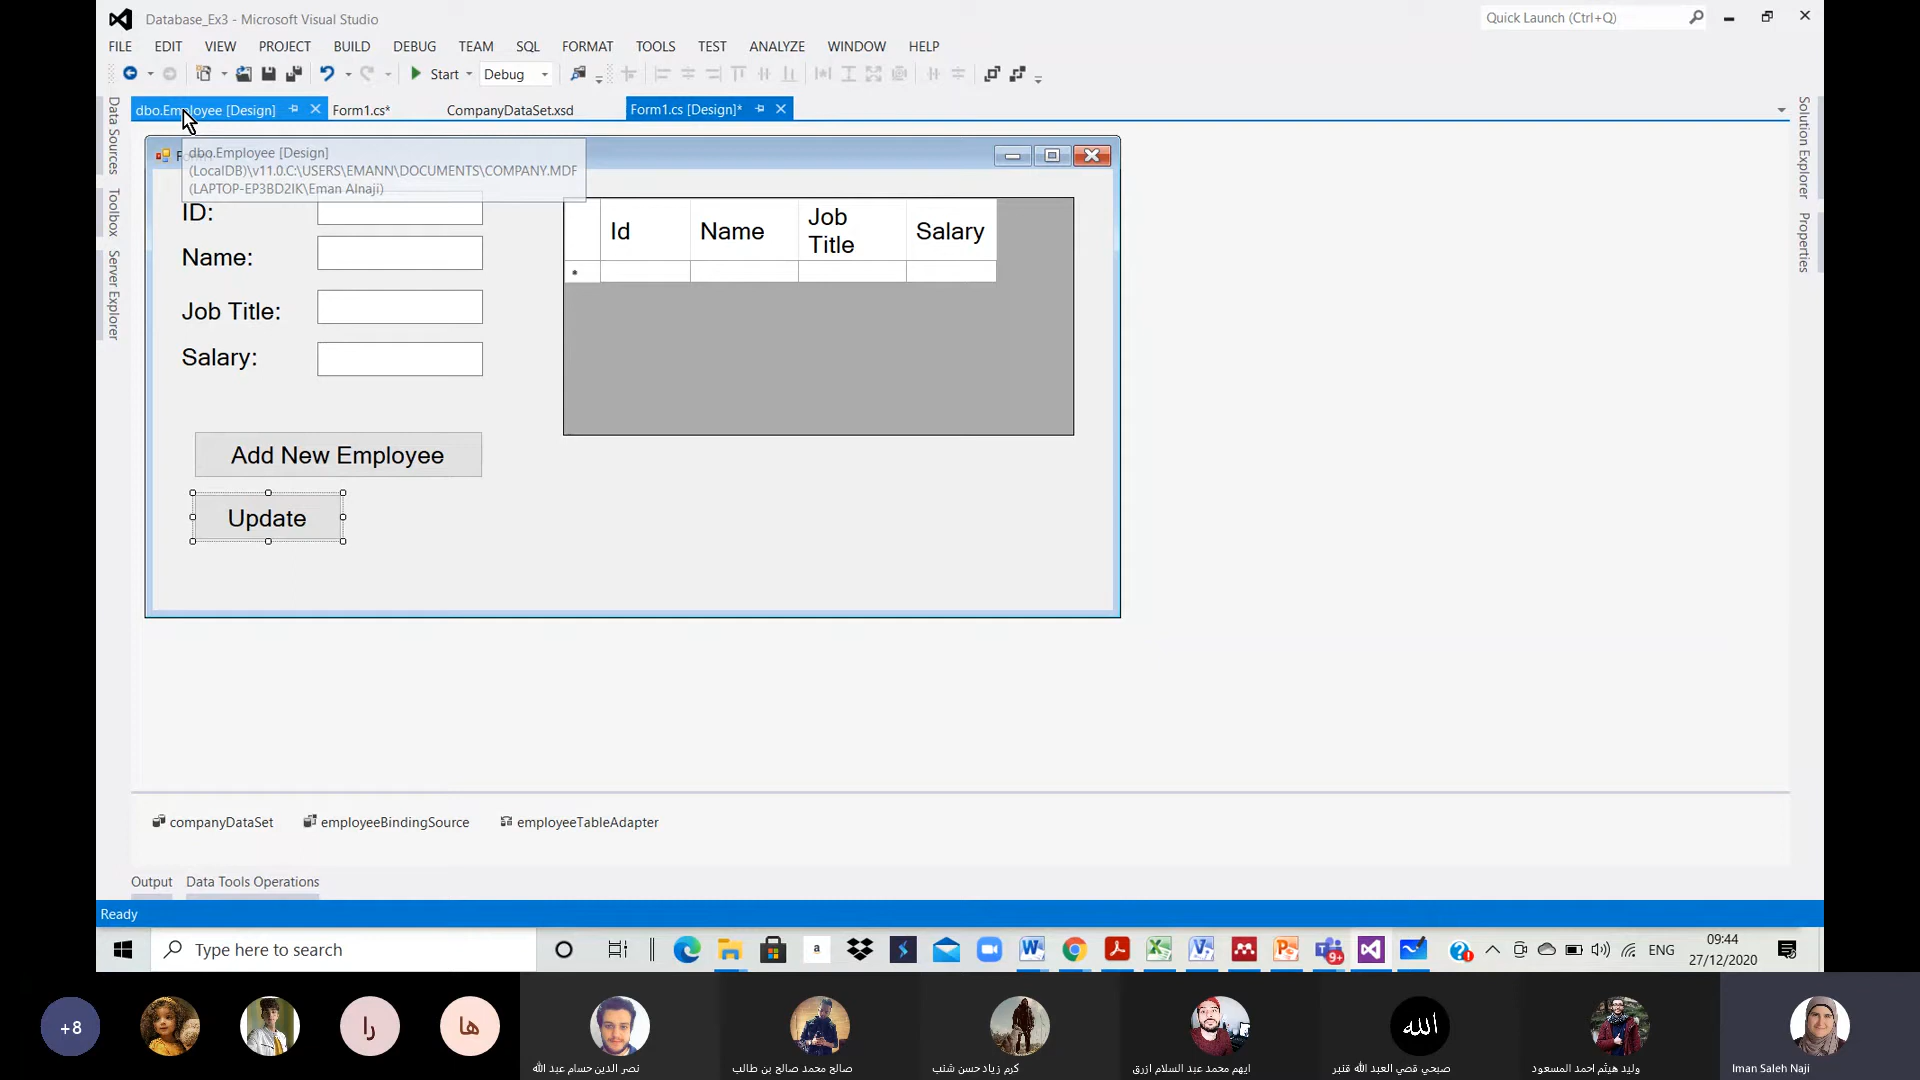 Database_Ex3 - Microsoft Visual Studio
Quick Launch (Ctrl+Q)
FILE EDIT VIEW PROJECT BUILD DEBUG TEAM SQL FORMAT TOOLS TEST ANALYZE WINDOW HELP
Start Debug
dbo.Employee [Design] Form1.cs* CompanyDataSet.xsd Form1.cs [Design]*
Data Sources
Toolbox
Server Explorer
Solution Explorer
Properties
dbo.Employee [Design]
(LocalDB)\v11.0.C:\USERS\EMANN\DOCUMENTS\COMPANY.MDF
(LAPTOP-EP3BD2IK\Eman Alnaji)
ID:
Name:
Job Title:
Salary:
Id Name Job Title Salary
*
Add New Employee
Update
companyDataSet employeeBindingSource employeeTableAdapter
Output Data Tools Operations
Ready
Type here to search
a
9+
ENG
09:44
27/12/2020
+8
را
ها
الله
نصر الدين حسام عبد الله
صالح محمد صالح بن طالب
كرم زياد حسن شنب
ايهم محمد عبد السلام ازرق
صبحي قصي العبد الله قنبر
وليد هيثم احمد المسعود
Iman Saleh Naji